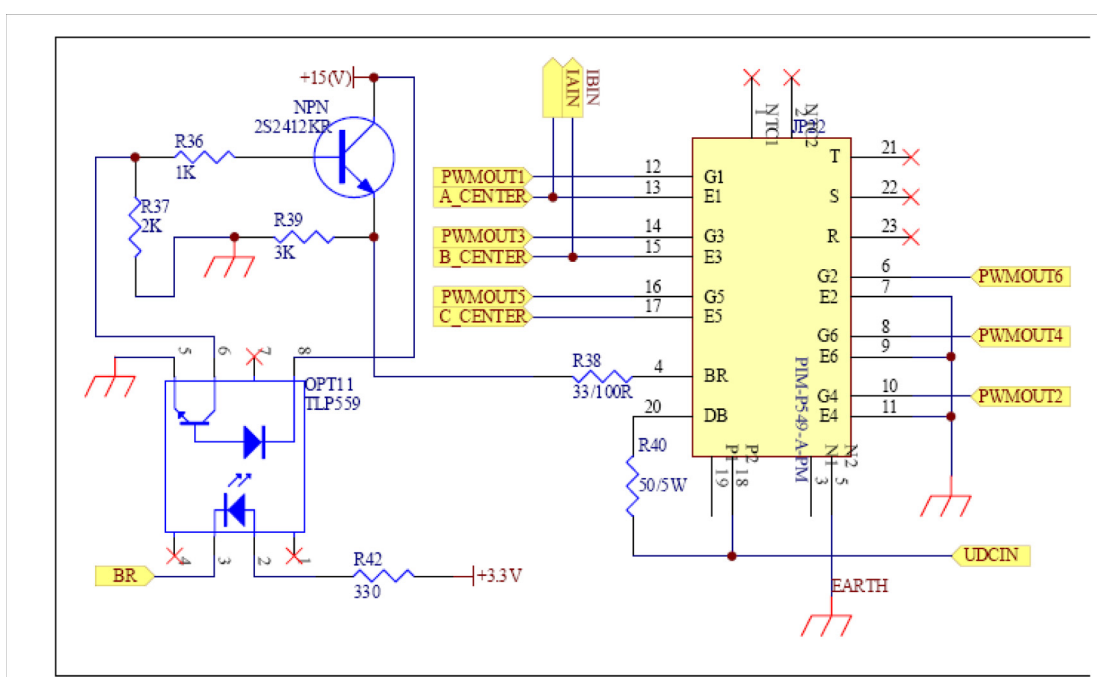 +15(V)
NPN
2S2412KR
R36
1K
R37
2K
R39
3K
5
6
7
8
OPT11
TLP559
4
3
2
1
BR
R42
330
+3.3V
IAIN
IBIN
NTC1
1
2
JP22
PWMOUT1
12
G1
A_CENTER
13
E1
PWMOUT3
14
G3
B_CENTER
15
E3
PWMOUT5
16
G5
C_CENTER
17
E5
R38
33/100R
4
BR
20
DB
R40
50/5W
T
21
S
22
R
23
G2
6
PWMOUT6
E2
7
G6
8
PWMOUT4
E6
9
G4
10
PWMOUT2
E4
11
PIM-P549-A-PM
P1
P2
N1
N2
19
18
3
5
UDCIN
EARTH